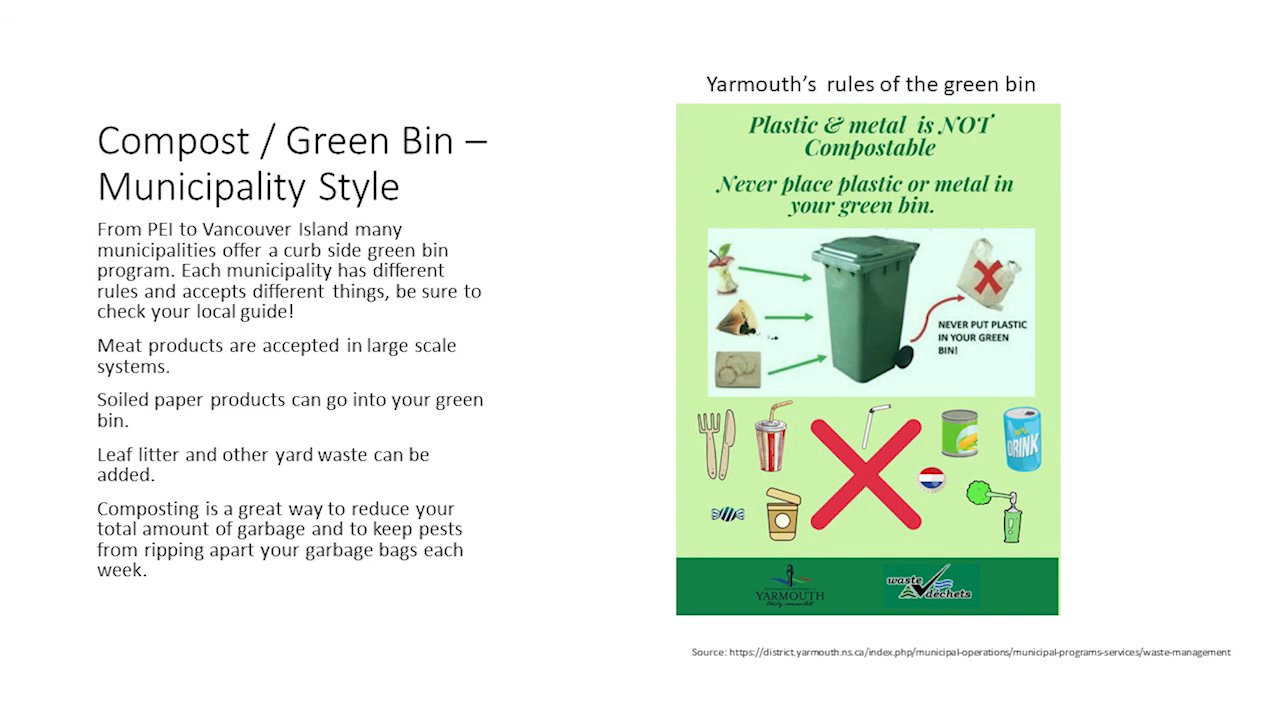 Compost / Green Bin –
Municipality Style
From PEI to Vancouver Island many
municipalities offer a curb side green bin
program. Each municipality has different
rules and accepts different things, be sure to
check your local guide!
Meat products are accepted in large scale
systems.
Soiled paper products can go into your green
bin.
Leaf litter and other yard waste can be
added.
Composting is a great way to reduce your
total amount of garbage and to keep pests
from ripping apart your garbage bags each
week.
Yarmouth’s rules of the green bin
Plastic & metal is NOT
Compostable
Never place plastic or metal in
your green bin.
NEVER PUT PLASTIC
IN YOUR GREEN
BIN!
DRINK
YARMOUTH
waste
déchets
Source: https://district.yarmouth.ns.ca/index.php/municipal-operations/municipal-programs-services/waste-management